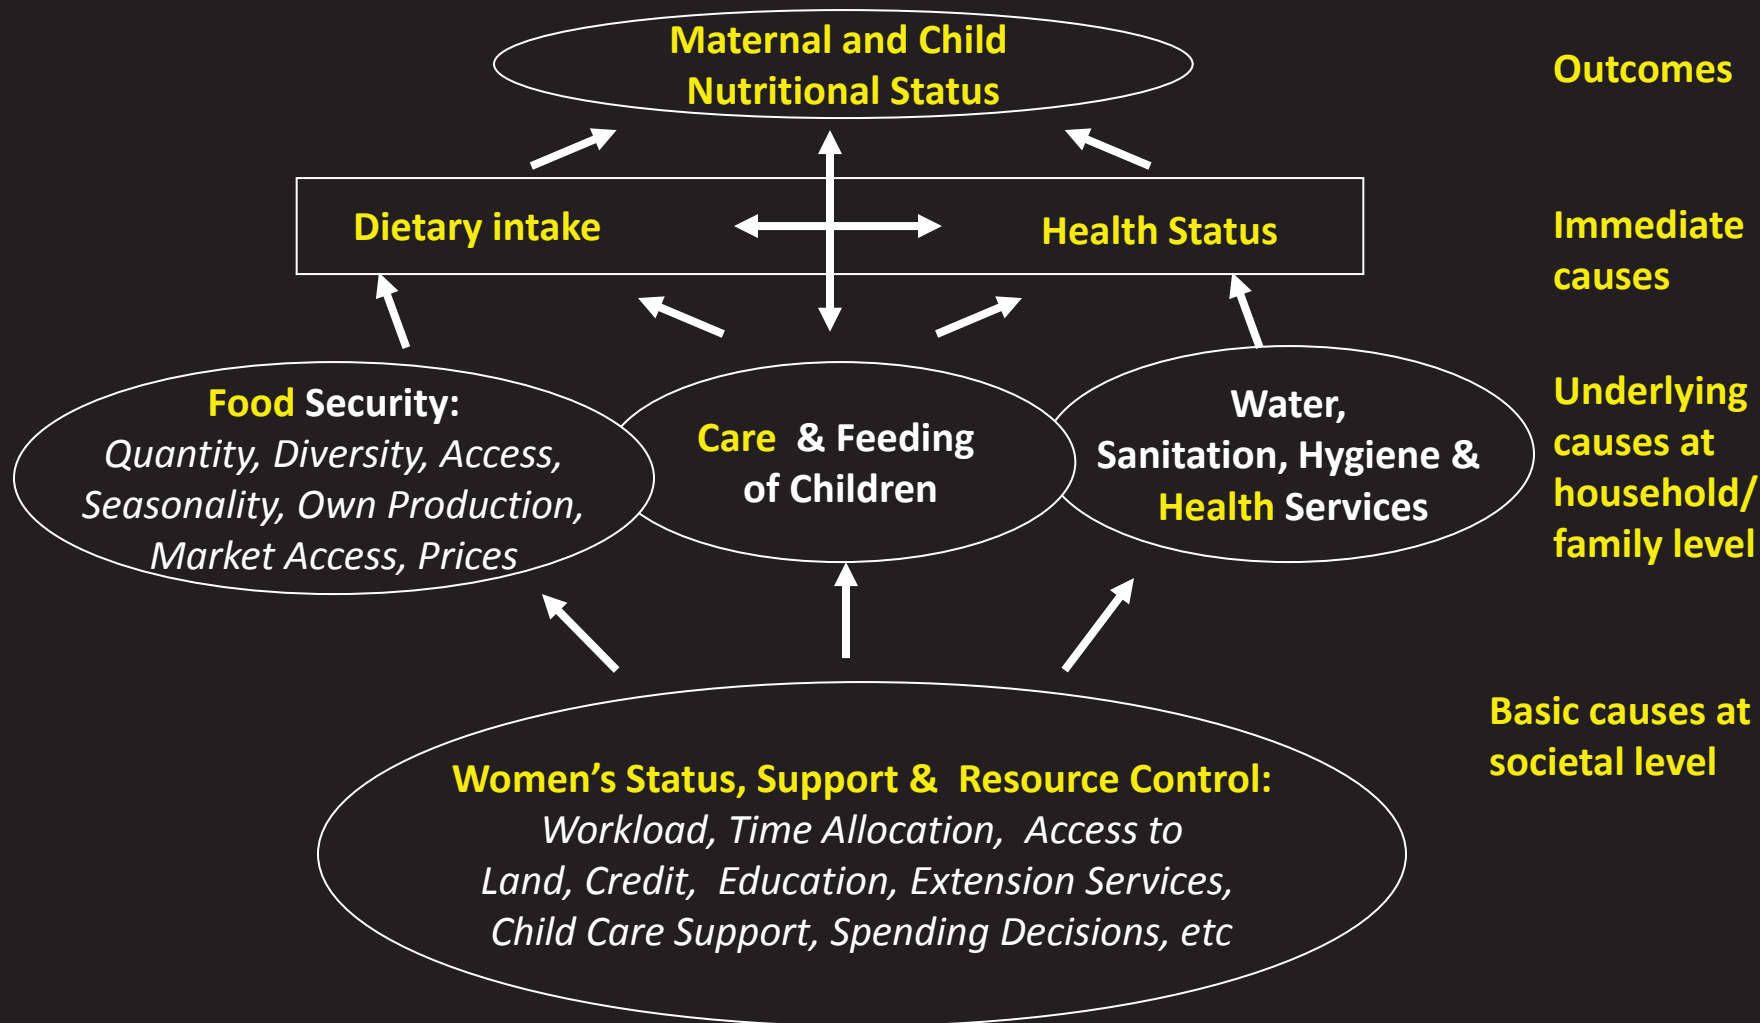 Maternal and Child
Nutritional Status
Outcomes
Dietary intake
Health Status
Immediate
causes
Food Security:
Quantity, Diversity, Access,
Seasonality, Own Production,
Market Access, Prices
Care & Feeding
of Children
Water,
Sanitation, Hygiene &
Health Services
Underlying
causes at
household/
family level
Women’s Status, Support & Resource Control:
Workload, Time Allocation, Access to
Land, Credit, Education, Extension Services,
Child Care Support, Spending Decisions, etc
Basic causes at
societal level